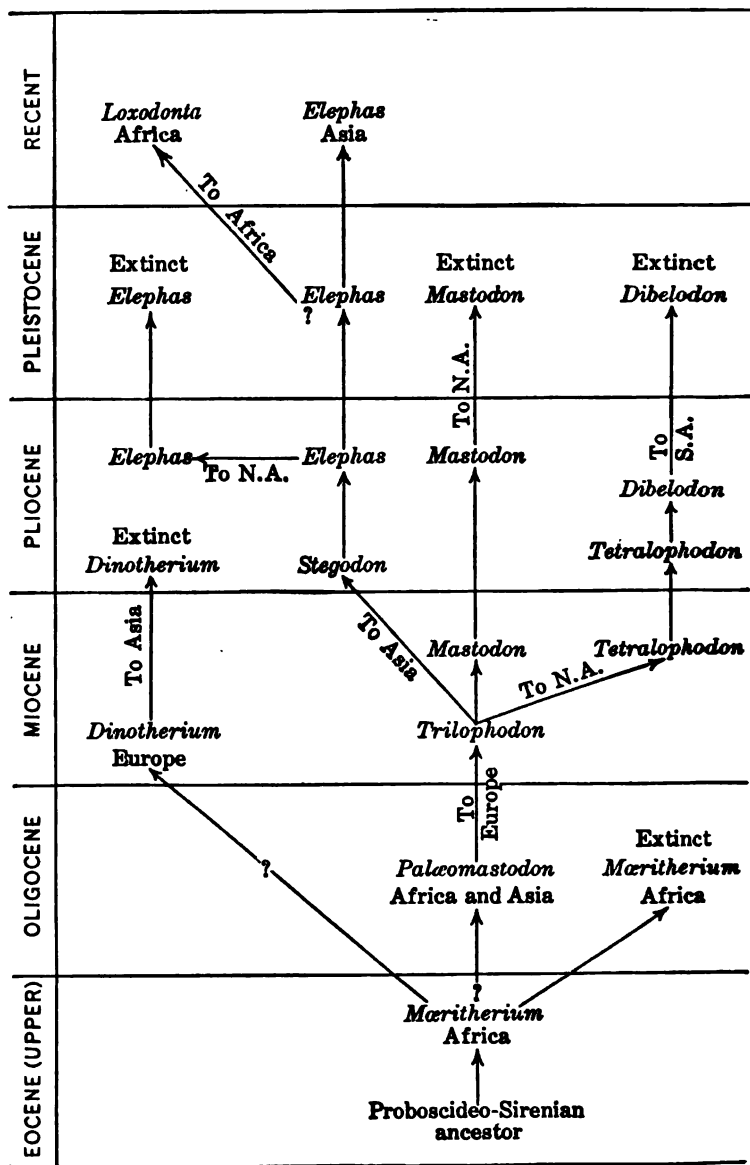 RECENT
Loxodonta
Africa
Elephas
Asia
To Africa
PLEISTOCENE
Extinct
Elephas
?
Elephas
Extinct
Mastodon
Extinct
Dibelodon
To N.A.
PLIOCENE
Elephas
To N.A.
Elephas
Mastodon
To
S.A.
Dibelodon
Extinct
Dinotherium
Stegodon
Tetralophodon
MIOCENE
To Asia
To Asia
Mastodon
Tetralophodon
To N.A.
Dinotherium
Europe
Trilophodon
OLIGOCENE
To
Europe
?
Palæomastodon
Africa and Asia
Extinct
Mœritherium
Africa
EOCENE (UPPER)
?
Mœritherium
Africa
Proboscideo-Sirenian
ancestor